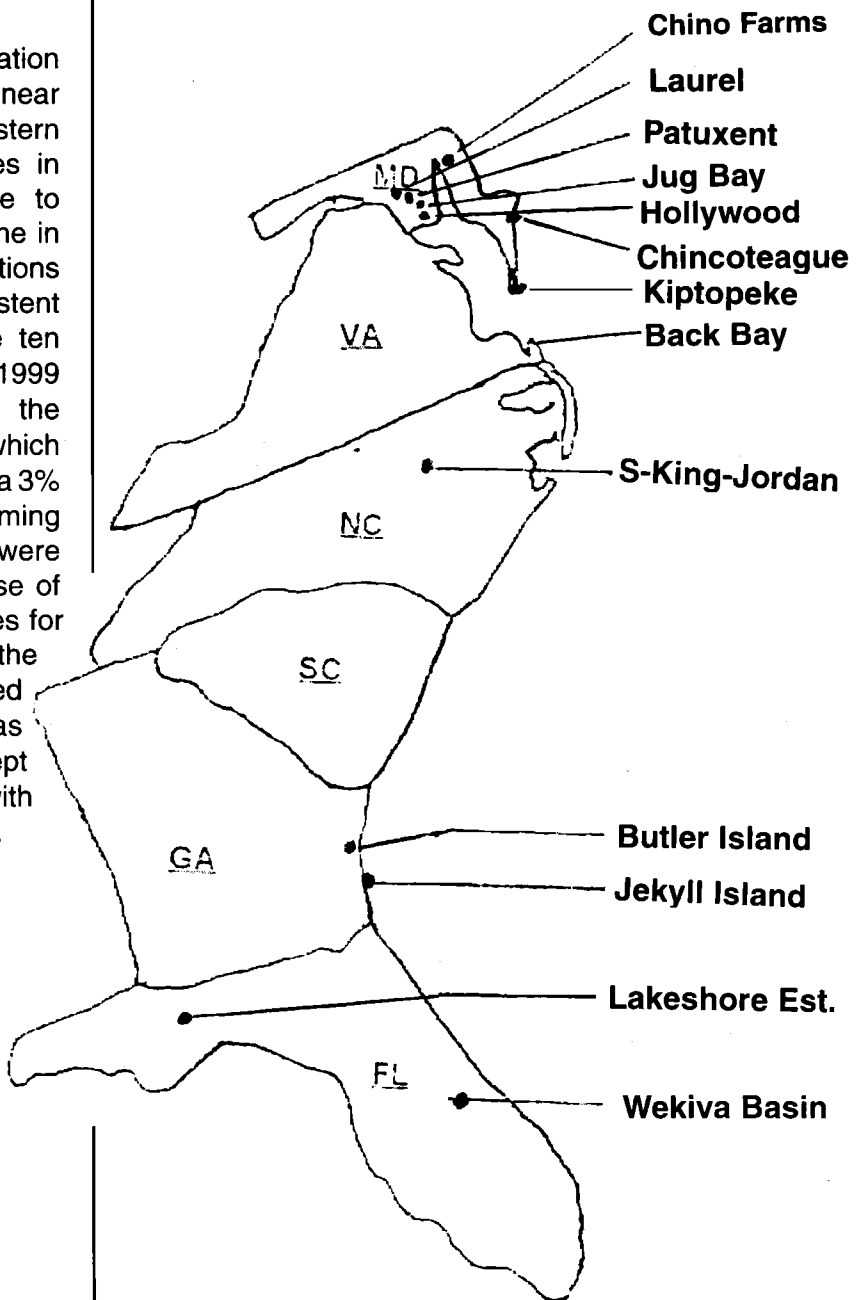 ation
near
stern
es in
e to
ne in
tions
stent
e ten
1999
the
which
a 3%
ming
were
se of
es for
the
ed
as
ept
with
Chino Farms
Laurel
Patuxent
Jug Bay
Hollywood
Chincoteague
Kiptopeke
Back Bay
S-King-Jordan
Butler Island
Jekyll Island
Lakeshore Est.
Wekiva Basin
MD
VA
NC
SC
GA
FL